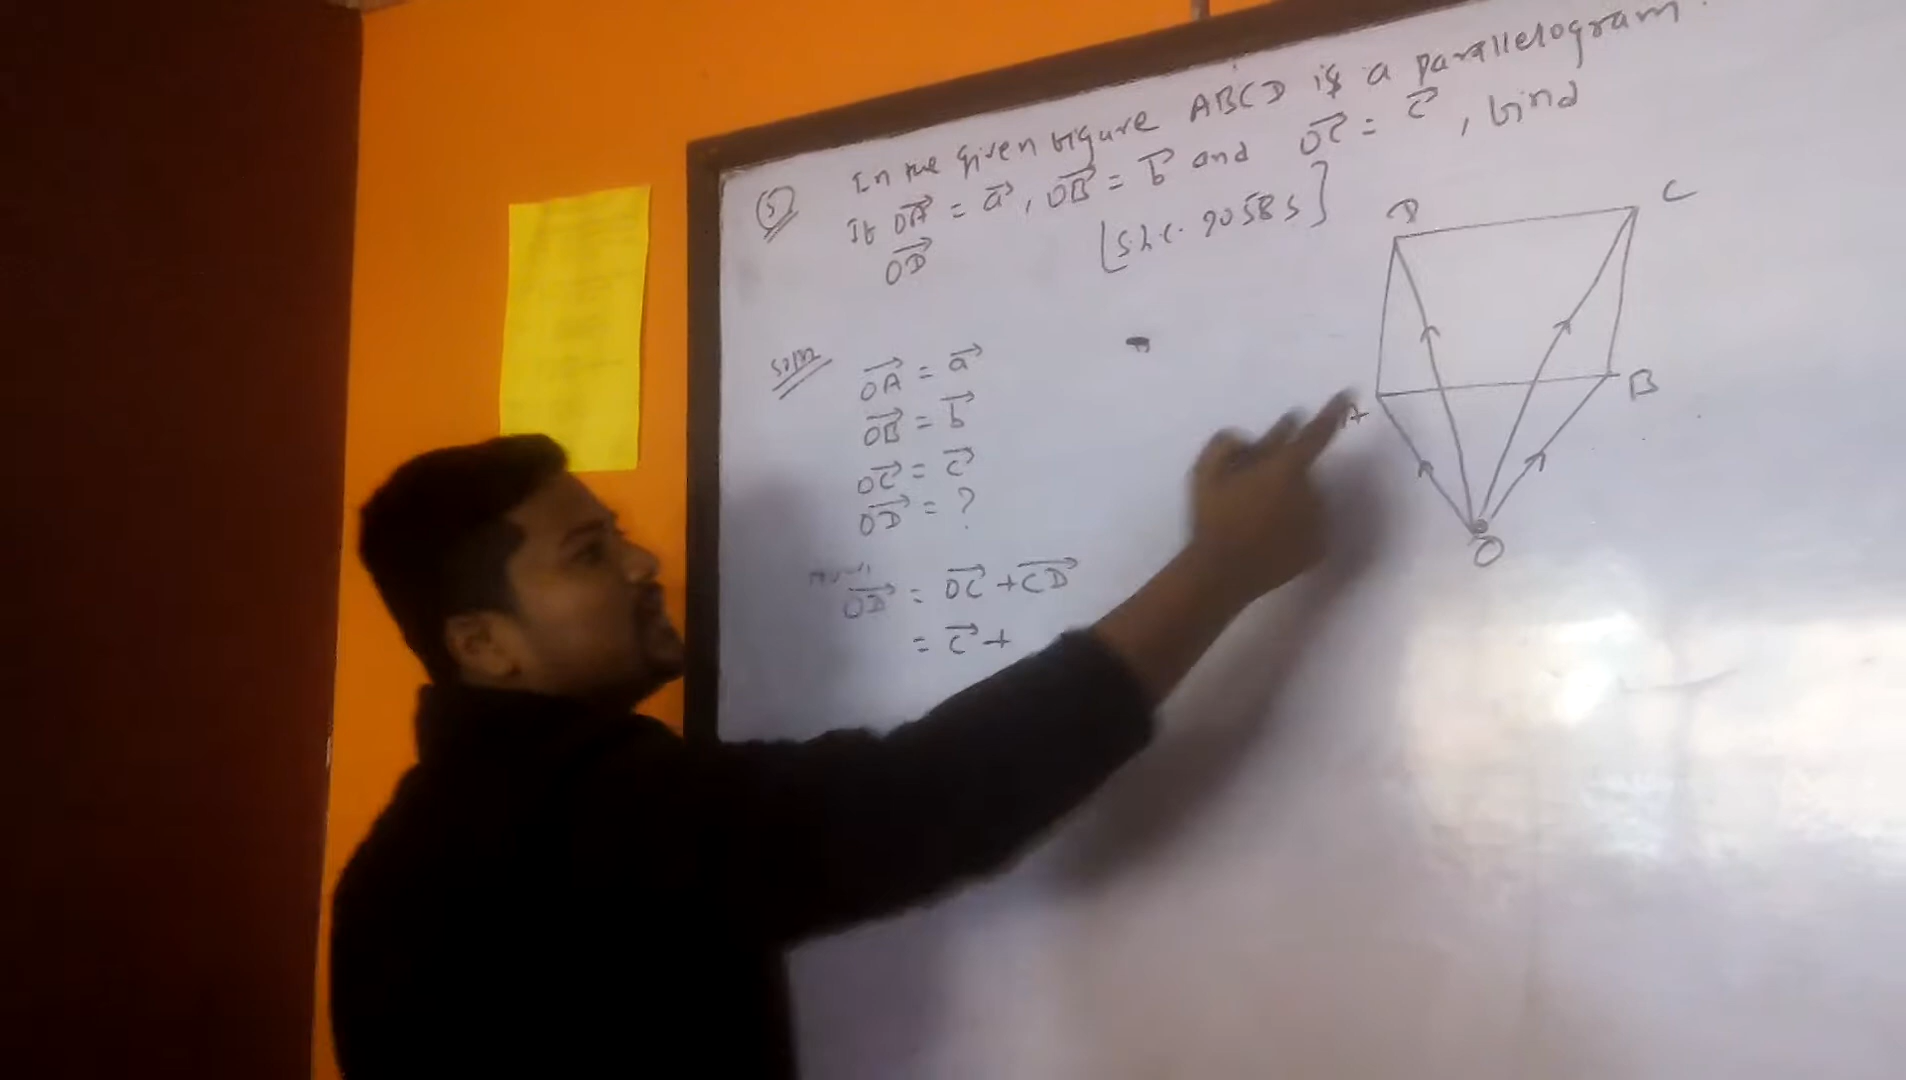 (5) In the given figure ABCD is a parallelogram.
If OA→ = a→, OB→ = b→ and OC→ = c→, find
OD→ [S.L.C. 2058 S]
D C
A B
O
Soln
OA→ = a→
OB→ = b→
OC→ = c→
OD→ = ?
OD→ = OC→ + CD→
= c→ +